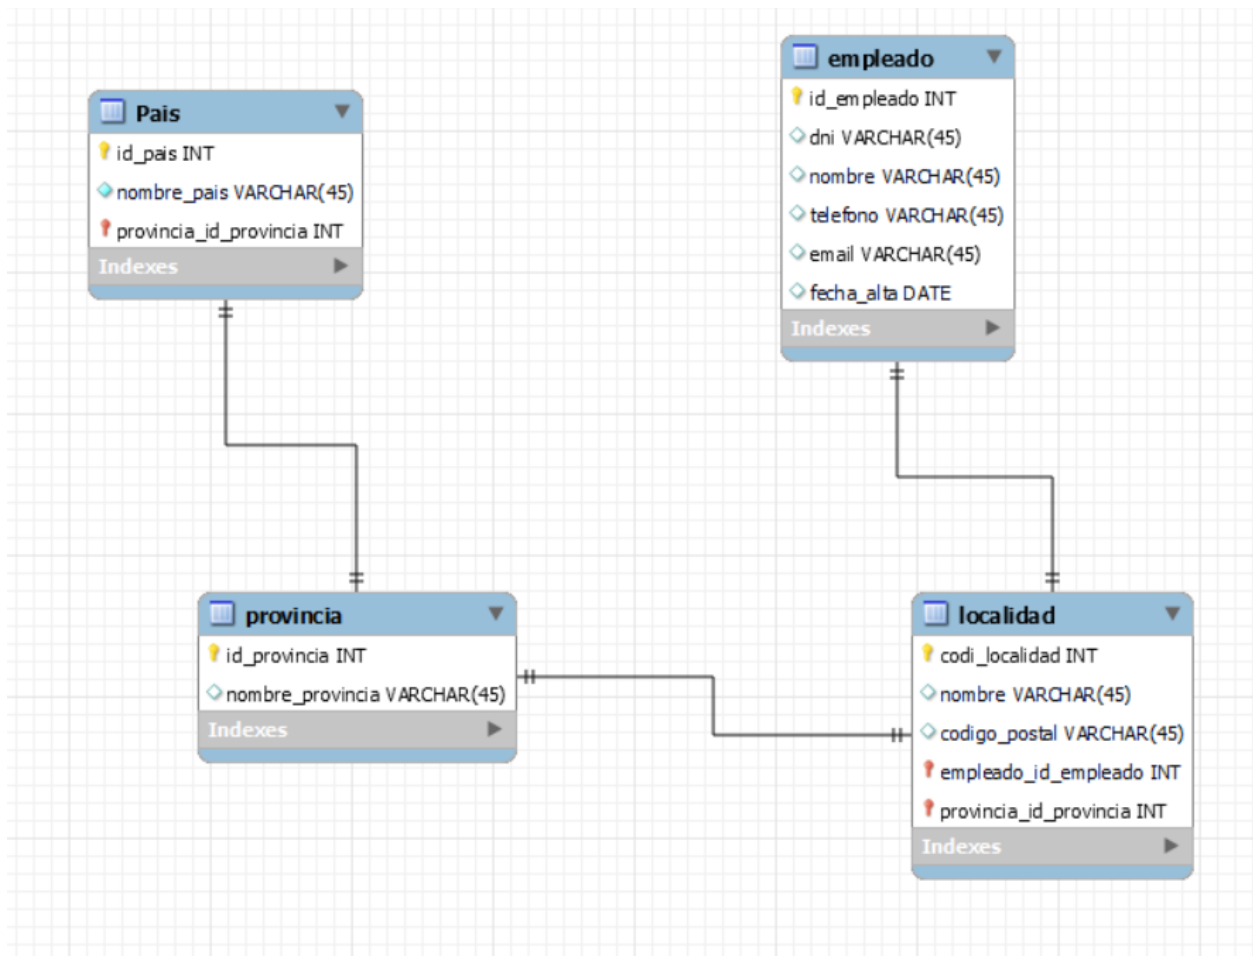 Pais
id_pais INT
nombre_pais VARCHAR(45)
provincia_id_provincia INT
Indexes
empleado
id_empleado INT
dni VARCHAR(45)
nombre VARCHAR(45)
telefono VARCHAR(45)
email VARCHAR(45)
fecha_alta DATE
Indexes
provincia
id_provincia INT
nombre_provincia VARCHAR(45)
Indexes
localidad
codi_localidad INT
nombre VARCHAR(45)
codigo_postal VARCHAR(45)
empleado_id_empleado INT
provincia_id_provincia INT
Indexes